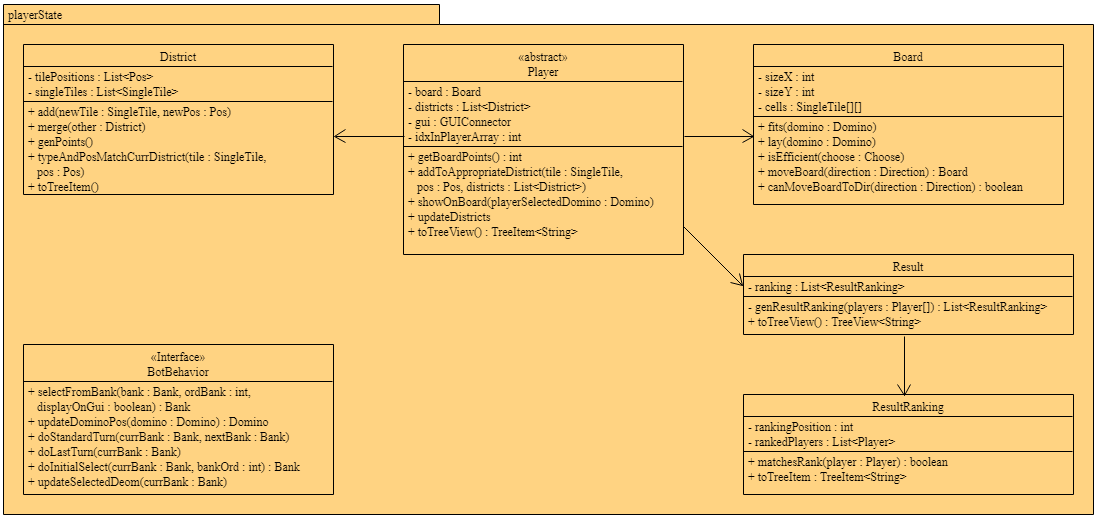 playerState
District
- tilePositions : List<Pos>
- singleTiles : List<SingleTile>
+ add(newTile : SingleTile, newPos : Pos)
+ merge(other : District)
+ genPoints()
+ typeAndPosMatchCurrDistrict(tile : SingleTile,
pos : Pos)
+ toTreeItem()
«abstract»
Player
- board : Board
- districts : List<District>
- gui : GUIConnector
- idxInPlayerArray : int
+ getBoardPoints() : int
+ addToAppropriateDistrict(tile : SingleTile,
pos : Pos, districts : List<District>)
+ showOnBoard(playerSelectedDomino : Domino)
+ updateDistricts
+ toTreeView() : TreeItem<String>
Board
- sizeX : int
- sizeY : int
- cells : SingleTile[][]
+ fits(domino : Domino)
+ lay(domino : Domino)
+ isEfficient(choose : Choose)
+ moveBoard(direction : Direction) : Board
+ canMoveBoardToDir(direction : Direction) : boolean
Result
- ranking : List<ResultRanking>
- genResultRanking(players : Player[]) : List<ResultRanking>
+ toTreeView() : TreeView<String>
«Interface»
BotBehavior
+ selectFromBank(bank : Bank, ordBank : int,
displayOnGui : boolean) : Bank
+ updateDominoPos(domino : Domino) : Domino
+ doStandardTurn(currBank : Bank, nextBank : Bank)
+ doLastTurn(currBank : Bank)
+ doInitialSelect(currBank : Bank, bankOrd : int) : Bank
+ updateSelectedDeom(currBank : Bank)
ResultRanking
- rankingPosition : int
- rankedPlayers : List<Player>
+ matchesRank(player : Player) : boolean
+ toTreeItem : TreeItem<String>